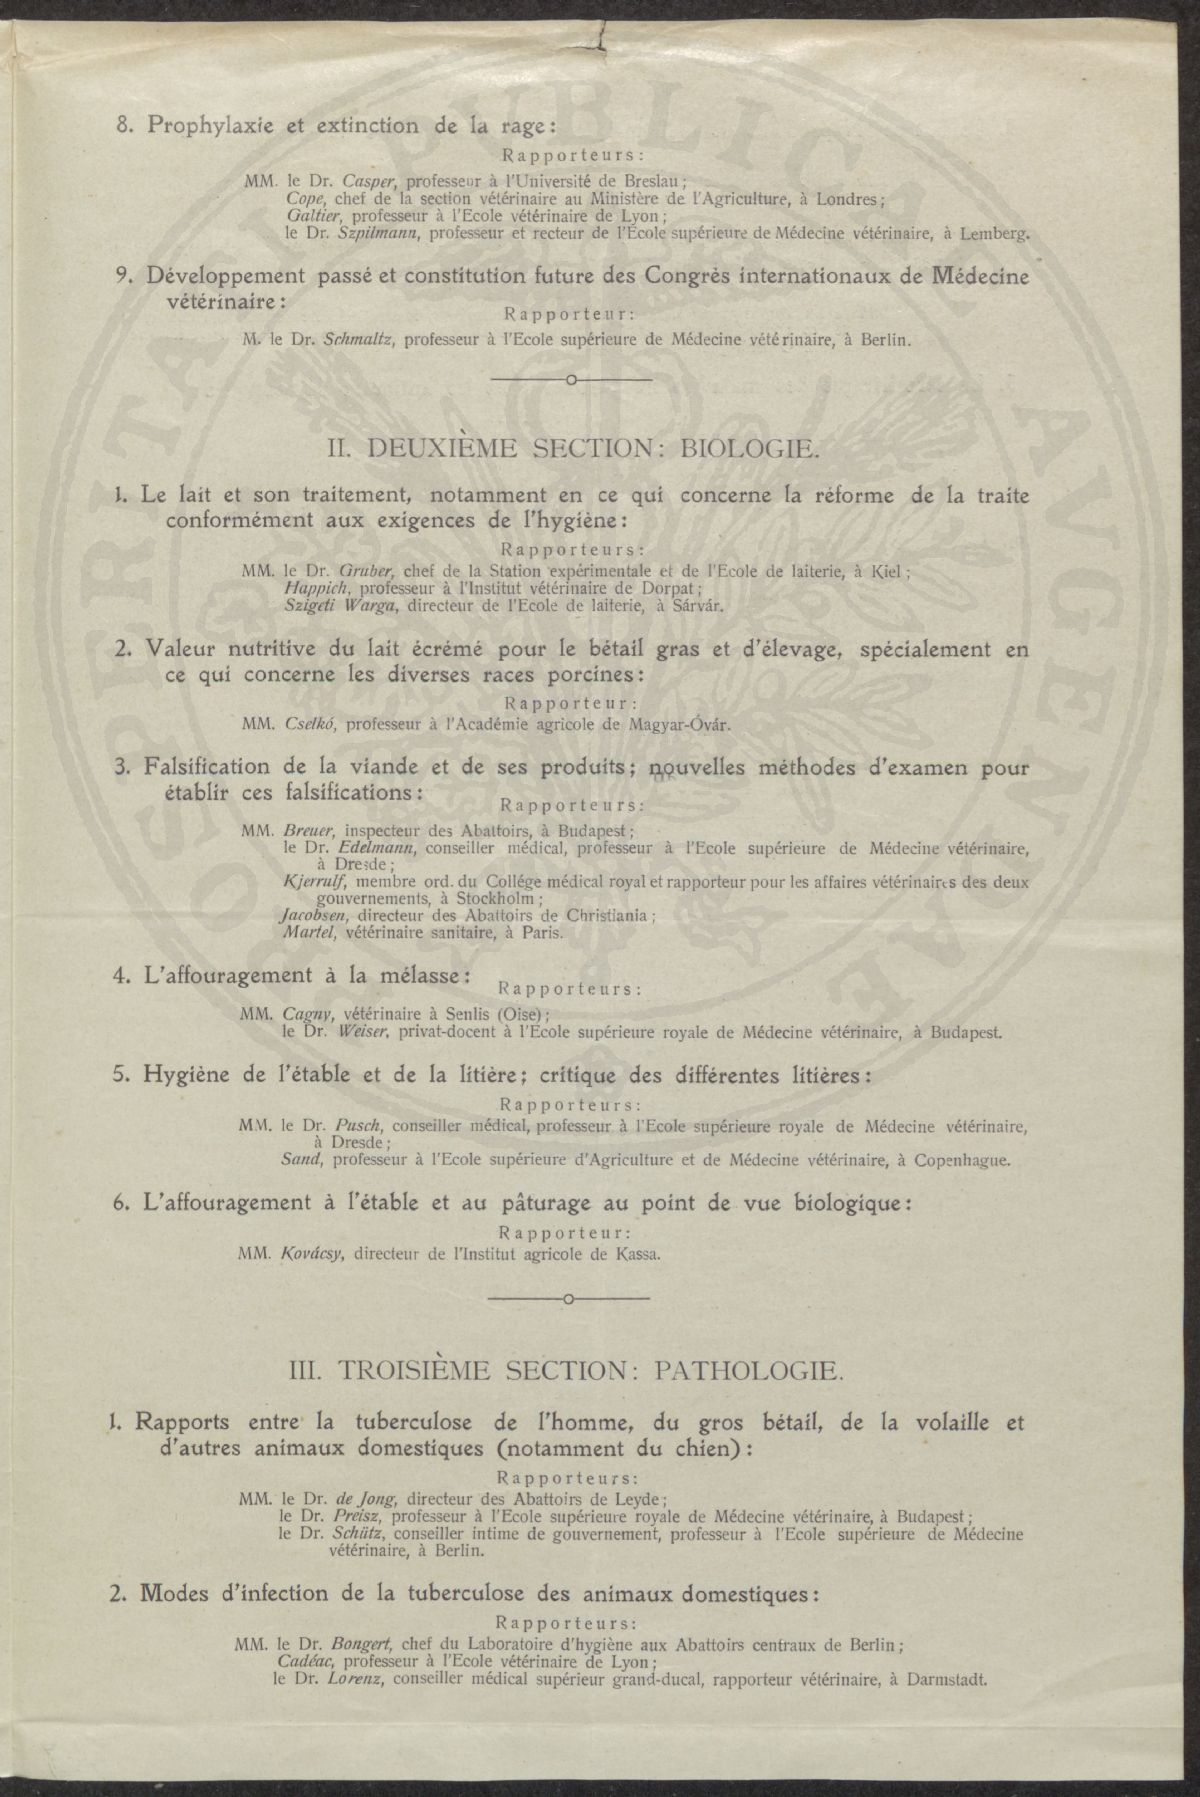 8. Prophylaxie et extinction de la rage:
Rapporteurs:
MM. le Dr. Casper, professeur à l'Université de Breslau;
Cope, chef de la section vétérinaire au Ministère de l'Agriculture, à Londres;
Galtier, professeur à l'Ecole vétérinaire de Lyon;
le Dr. Szpilmann, professeur et recteur de l'Ecole supérieure de Médecine vétérinaire, à Lemberg.
9. Développement passé et constitution future des Congrès internationaux de Médecine
vétérinaire:
Rapporteur:
M. le Dr. Schmaltz, professeur à l'Ecole supérieure de Médecine vétérinaire, à Berlin.
II. DEUXIÈME SECTION: BIOLOGIE.
1. Le lait et son traitement, notamment en ce qui concerne la réforme de la traite
conformément aux exigences de l'hygiène:
Rapporteurs:
MM. le Dr. Gruber, chef de la Station expérimentale et de l'Ecole de laiterie, à Kiel;
Happich, professeur à l'Institut vétérinaire de Dorpat;
Szigeti Warga, directeur de l'Ecole de laiterie, à Sárvár.
2. Valeur nutritive du lait écrémé pour le bétail gras et d'élevage, spécialement en
ce qui concerne les diverses races porcines:
Rapporteur:
MM. Cselkó, professeur à l'Académie agricole de Magyar-Óvár.
3. Falsification de la viande et de ses produits; nouvelles méthodes d'examen pour
établir ces falsifications:
Rapporteurs:
MM. Breuer, inspecteur des Abattoirs, à Budapest;
le Dr. Edelmann, conseiller médical, professeur à l'Ecole supérieure de Médecine vétérinaire,
à Dresde;
Kjerrulf, membre ord. du Collége médical royal et rapporteur pour les affaires vétérinaires des deux
gouvernements, à Stockholm;
Jacobsen, directeur des Abattoirs de Christiania;
Martel, vétérinaire sanitaire, à Paris.
4. L'affouragement à la mélasse:
Rapporteurs:
MM. Cagny, vétérinaire à Senlis (Oise);
le Dr. Weiser, privat-docent à l'Ecole supérieure royale de Médecine vétérinaire, à Budapest.
5. Hygiène de l'étable et de la litière; critique des différentes litières:
Rapporteurs:
MM. le Dr. Pusch, conseiller médical, professeur à l'Ecole supérieure royale de Médecine vétérinaire,
à Dresde;
Sand, professeur à l'Ecole supérieure d'Agriculture et de Médecine vétérinaire, à Copenhague.
6. L'affouragement à l'étable et au pâturage au point de vue biologique:
Rapporteur:
MM. Kovácsy, directeur de l'Institut agricole de Kassa.
III. TROISIÈME SECTION: PATHOLOGIE.
1. Rapports entre la tuberculose de l'homme, du gros bétail, de la volaille et
d'autres animaux domestiques (notamment du chien):
Rapporteurs:
MM. le Dr. de Jong, directeur des Abattoirs de Leyde;
le Dr. Preisz, professeur à l'Ecole supérieure royale de Médecine vétérinaire, à Budapest;
le Dr. Schütz, conseiller intime de gouvernement, professeur à l'Ecole supérieure de Médecine
vétérinaire, à Berlin.
2. Modes d'infection de la tuberculose des animaux domestiques:
Rapporteurs:
MM. le Dr. Bongert, chef du Laboratoire d'hygiène aux Abattoirs centraux de Berlin;
Cadéac, professeur à l'Ecole vétérinaire de Lyon;
le Dr. Lorenz, conseiller médical supérieur grand-ducal, rapporteur vétérinaire, à Darmstadt.